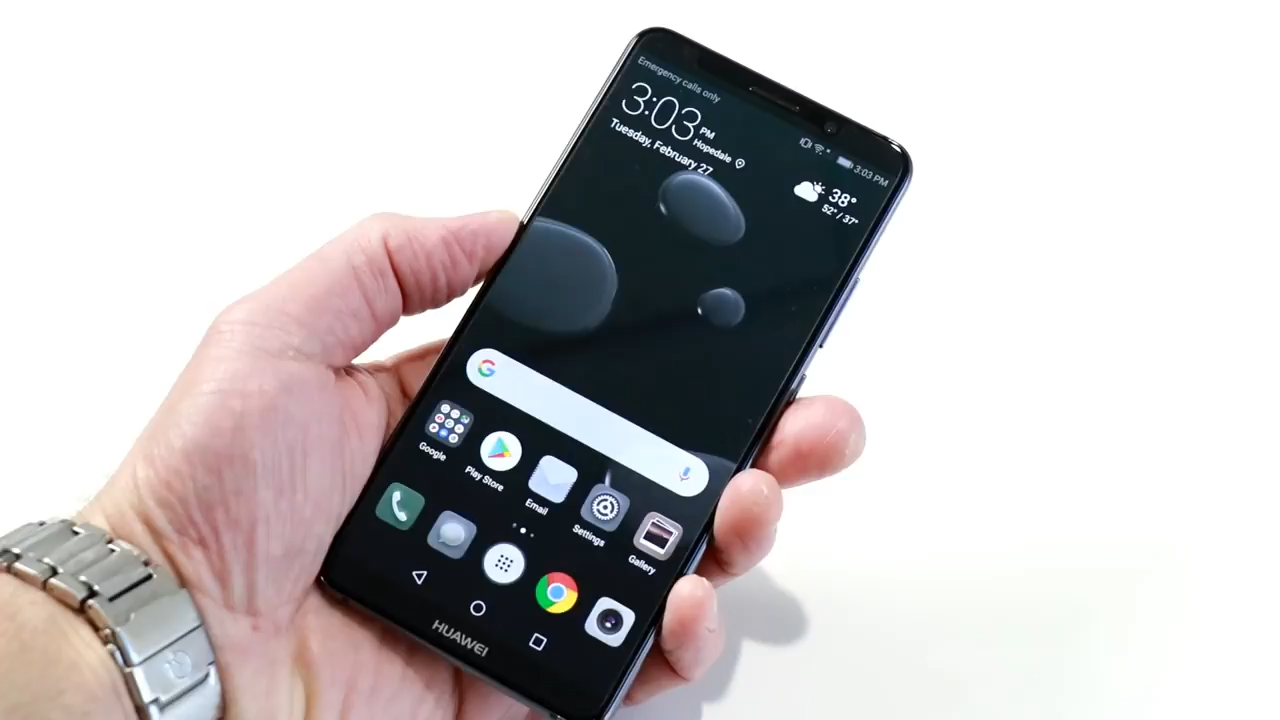 Emergency calls only
3:03 PM
Hopedale
Tuesday, February 27
3:03 PM
38°
52° / 37°
G
Google
Play Store
Email
Settings
Gallery
HUAWEI